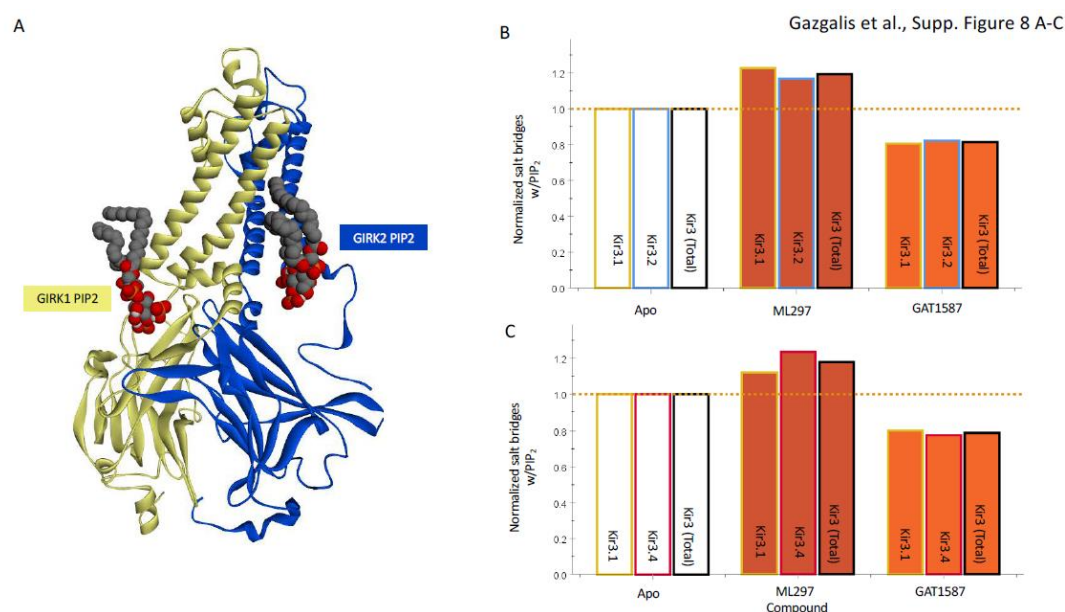 Gazgalis et al., Supp. Figure 8 A-C
A
GIRK1 PIP2
GIRK2 PIP2
B
Normalized salt bridges
w/PIP₂
1.2
1.0
0.8
0.6
0.4
0.2
0.0
Kir3.1
Kir3.2
Kir3 (Total)
Kir3.1
Kir3.2
Kir3 (Total)
Kir3.1
Kir3.2
Kir3 (Total)
Apo
ML297
GAT1587
C
Normalized salt bridges
w/PIP₂
1.2
1.0
0.8
0.6
0.4
0.2
0.0
Kir3.1
Kir3.4
Kir3 (Total)
Kir3.1
Kir3.4
Kir3 (Total)
Kir3.1
Kir3.4
Kir3 (Total)
Apo
ML297
GAT1587
Compound